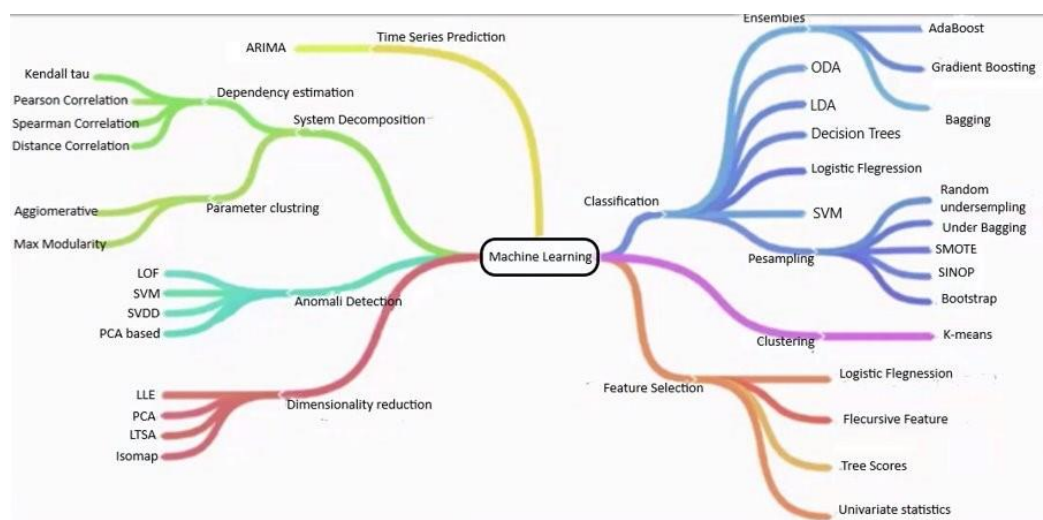 Ensembies
AdaBoost
Time Series Prediction
ARIMA
ODA
Gradient Boosting
Kendall tau
Dependency estimation
Pearson Correlation
LDA
Bagging
Spearman Correlation
System Decomposition
Decision Trees
Distance Correlation
Logistic Flegression
Random
undersempling
Classification
Agglomerative
Parameter clustring
SVM
Under Bagging
Max Modularity
SMOTE
Machine Learning
Pesampling
LOF
SINOP
SVM
Anomali Detection
Bootstrap
SVDD
PCA based
Clustering
K-means
Logistic Flegnession
Feature Selection
LLE
Dimensionality reduction
PCA
Flecursive Feature
LTSA
Isomap
Tree Scores
Univariate statistics